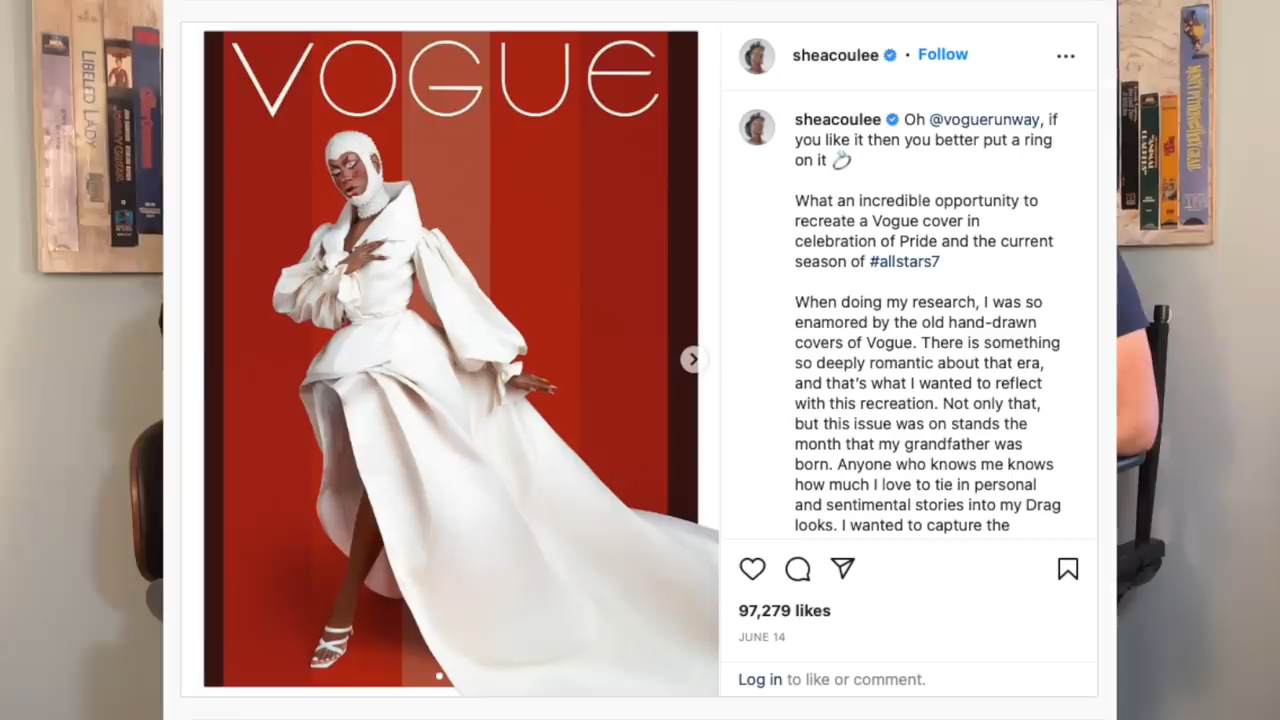 VOGUE
sheacoulee • Follow
sheacoulee Oh @voguerunway, if
you like it then you better put a ring
on it
What an incredible opportunity to
recreate a Vogue cover in
celebration of Pride and the current
season of #allstars7
When doing my research, I was so
enamored by the old hand-drawn
covers of Vogue. There is something
so deeply romantic about that era,
and that's what I wanted to reflect
with this recreation. Not only that,
but this issue was on stands the
month that my grandfather was
born. Anyone who knows me knows
how much I love to tie in personal
and sentimental stories into my Drag
looks. I wanted to capture the
97,279 likes
JUNE 14
Log in to like or comment.
LIBELED LADY
JOHNNY GUITAR